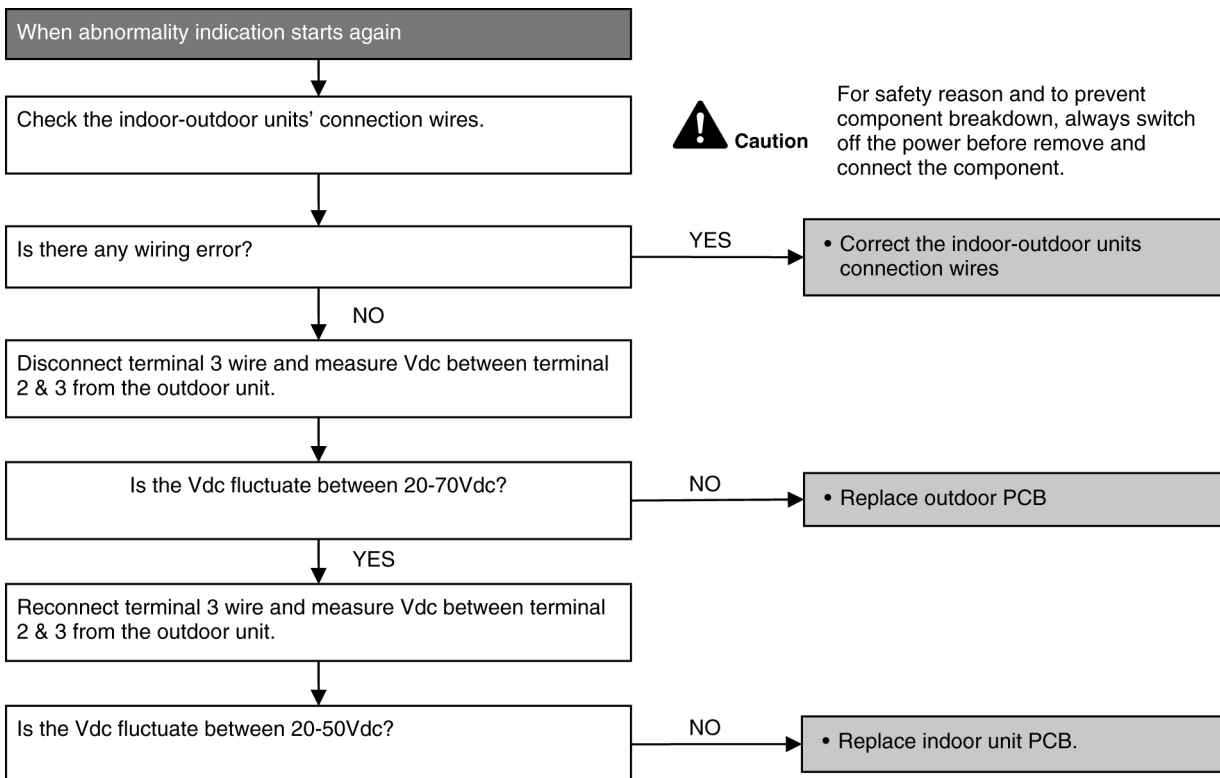 When abnormality indication starts again
Check the indoor-outdoor units’ connection wires.
Caution
For safety reason and to prevent
component breakdown, always switch
off the power before remove and
connect the component.
Is there any wiring error?
YES
• Correct the indoor-outdoor units
connection wires
NO
Disconnect terminal 3 wire and measure Vdc between terminal
2 & 3 from the outdoor unit.
Is the Vdc fluctuate between 20-70Vdc?
NO
• Replace outdoor PCB
YES
Reconnect terminal 3 wire and measure Vdc between terminal
2 & 3 from the outdoor unit.
Is the Vdc fluctuate between 20-50Vdc?
NO
• Replace indoor unit PCB.